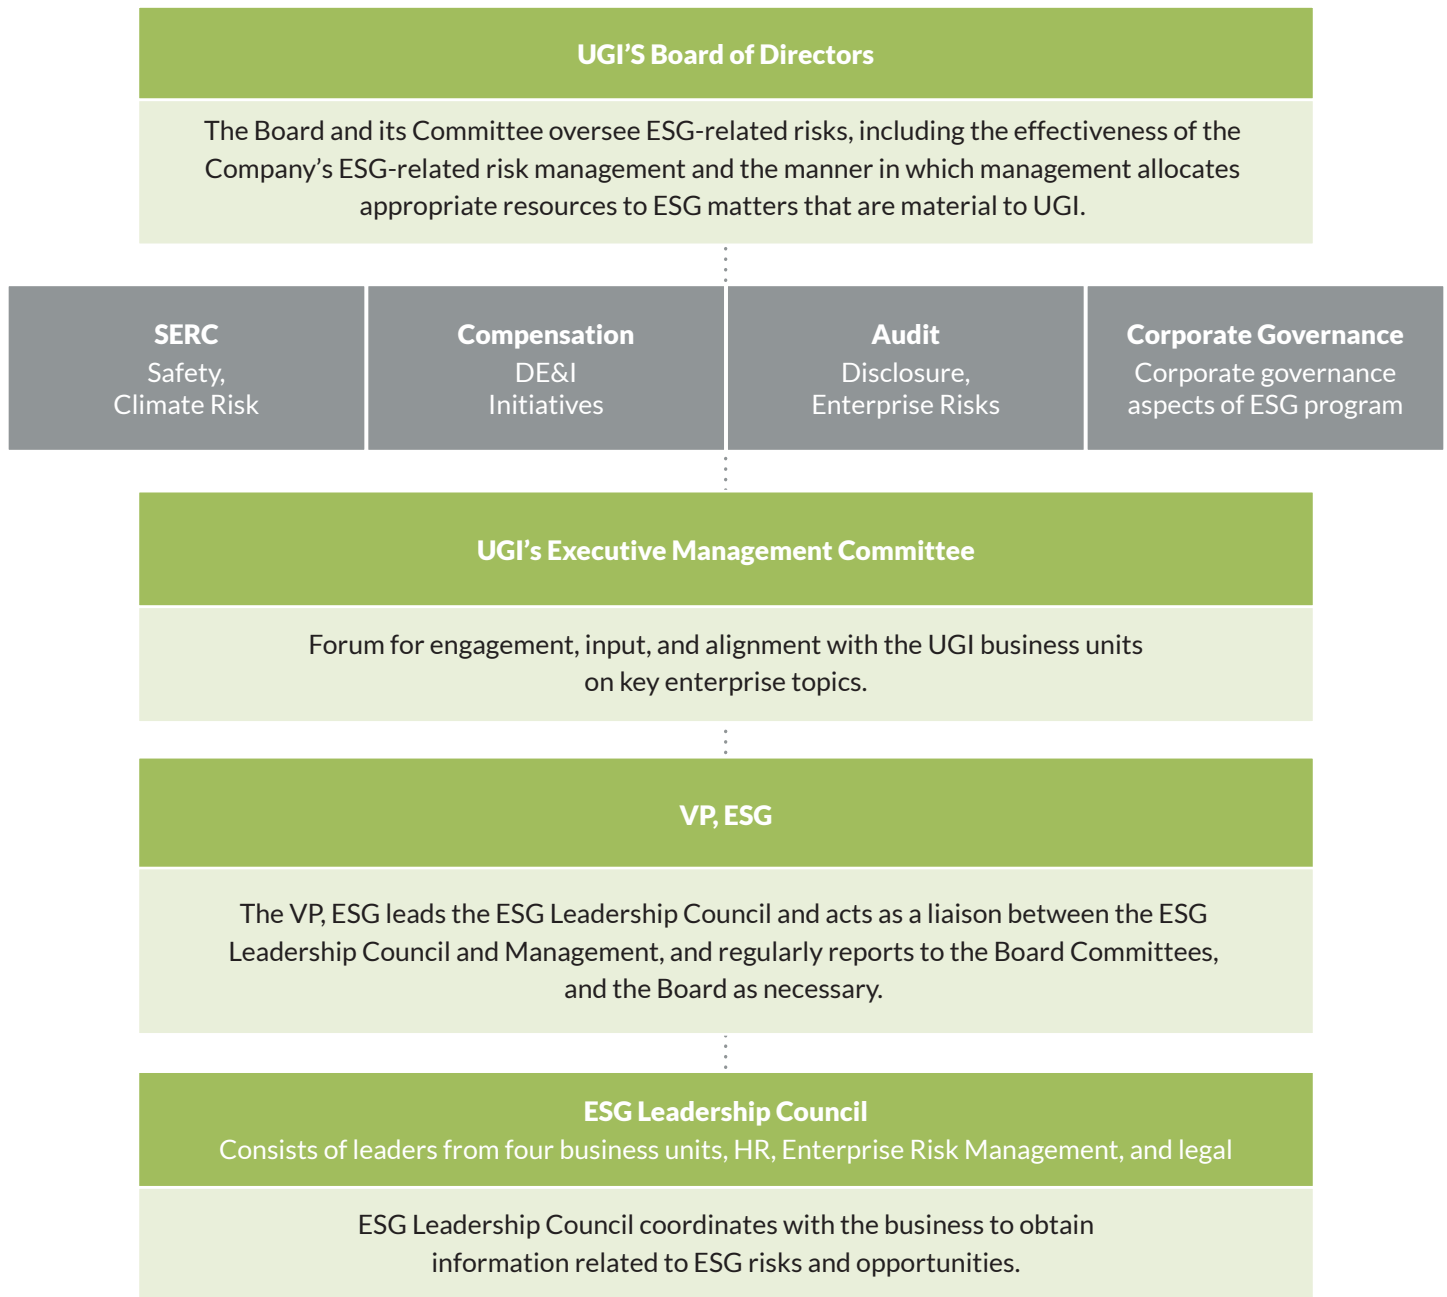 UGI'S Board of Directors
The Board and its Committee oversee ESG-related risks, including the effectiveness of the
Company’s ESG-related risk management and the manner in which management allocates
appropriate resources to ESG matters that are material to UGI.
SERC
Safety,
Climate Risk
Compensation
DE&I
Initiatives
Audit
Disclosure,
Enterprise Risks
Corporate Governance
Corporate governance
aspects of ESG program
UGI’s Executive Management Committee
Forum for engagement, input, and alignment with the UGI business units
on key enterprise topics.
VP, ESG
The VP, ESG leads the ESG Leadership Council and acts as a liaison between the ESG
Leadership Council and Management, and regularly reports to the Board Committees,
and the Board as necessary.
ESG Leadership Council
Consists of leaders from four business units, HR, Enterprise Risk Management, and legal
ESG Leadership Council coordinates with the business to obtain
information related to ESG risks and opportunities.